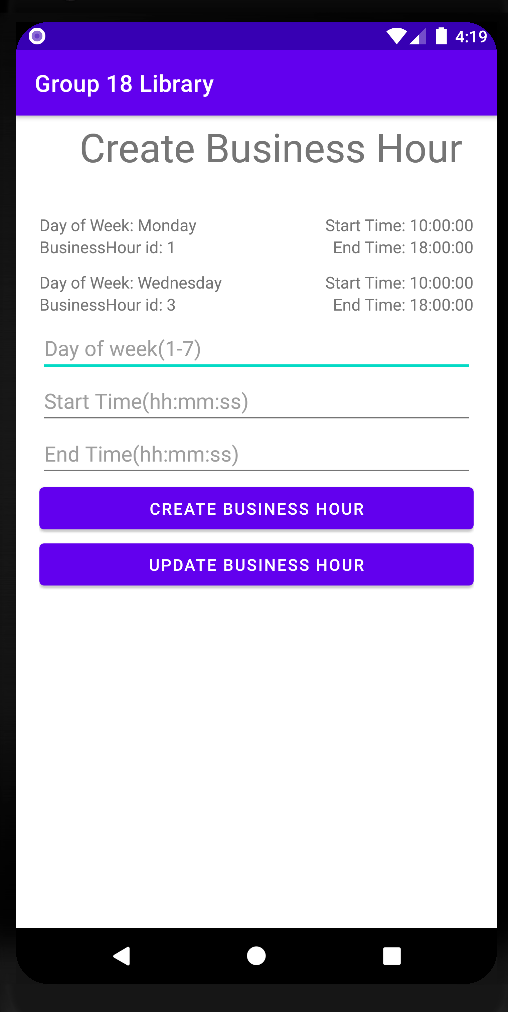 4:19
Group 18 Library
Create Business Hour
Day of Week: Monday Start Time: 10:00:00
BusinessHour id: 1 End Time: 18:00:00
Day of Week: Wednesday Start Time: 10:00:00
BusinessHour id: 3 End Time: 18:00:00
Day of week(1-7)
Start Time(hh:mm:ss)
End Time(hh:mm:ss)
CREATE BUSINESS HOUR
UPDATE BUSINESS HOUR